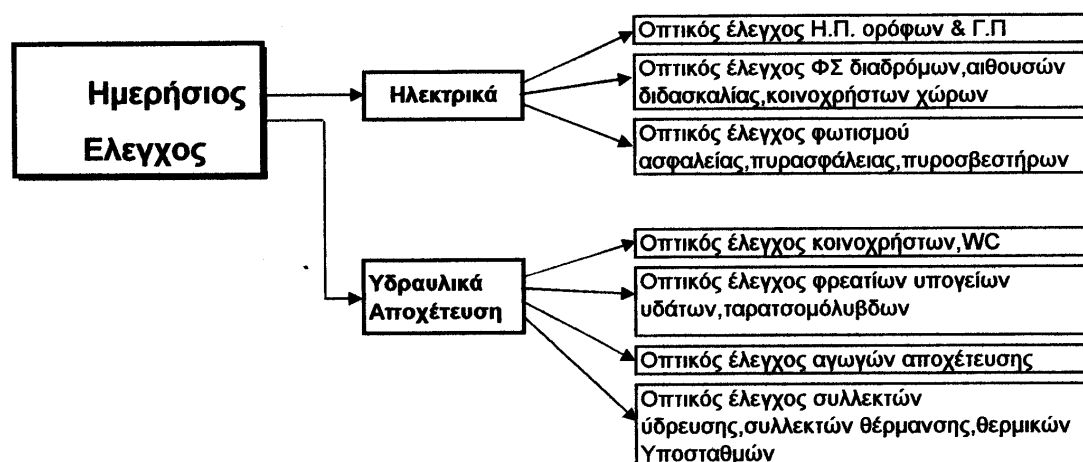 Ημερήσιος
Ελεγχος
Ηλεκτρικά
Οπτικός έλεγχος Η.Π. ορόφων & Γ.Π
Οπτικός έλεγχος ΦΣ διαδρόμων,αιθουσών
διδασκαλίας,κοινοχρήστων χώρων
Οπτικός έλεγχος φωτισμού
ασφαλείας,πυρασφάλειας,πυροσβεστήρων
Υδραυλικά
Αποχέτευση
Οπτικός έλεγχος κοινοχρήστων,WC
Οπτικός έλεγχος φρεατίων υπογείων
υδάτων,ταρατσομόλυβδων
Οπτικός έλεγχος αγωγών αποχέτευσης
Οπτικός έλεγχος συλλεκτών
ύδρευσης,συλλεκτών θέρμανσης,θερμικών
Υποσταθμών